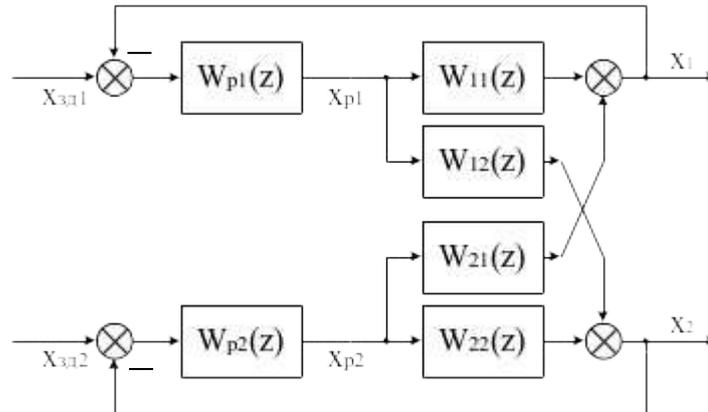 X₁
Xзд1
Wp1(z)
Xp1
W11(z)
W12(z)
W21(z)
X₂
Xзд2
Wp2(z)
Xp2
W22(z)